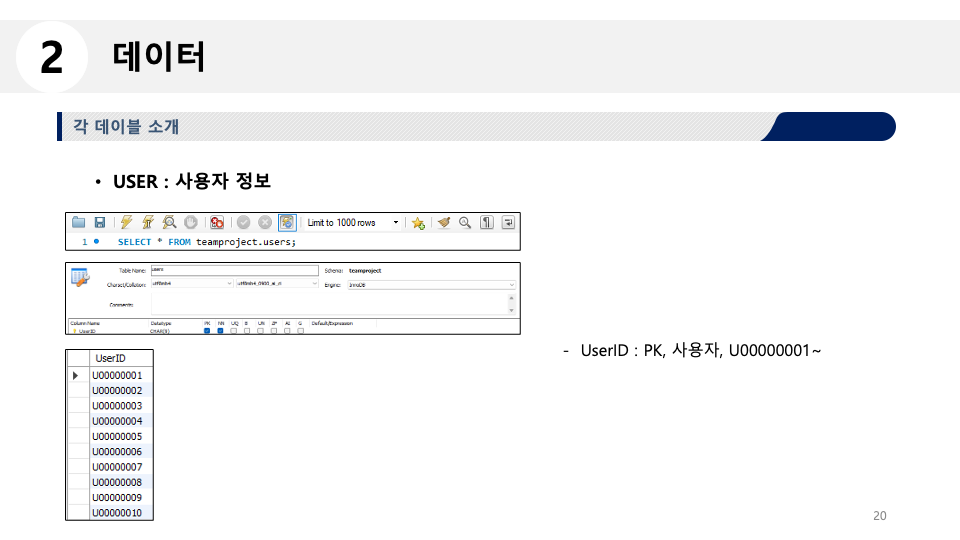 2 데이터
각 데이블 소개
• USER : 사용자 정보
Limit to 1000 rows
1 SELECT * FROM teamproject.users;
Table Name: users Schema: teamproject
Charset/Collation: utf8mb4 utf8mb4_0900_ai_ci Engine: InnoDB
Comments:
Column Name Datatype PK NN UQ B UN ZF AI G Default/Expression
UserID CHAR(9)
UserID
U00000001
U00000002
U00000003
U00000004
U00000005
U00000006
U00000007
U00000008
U00000009
U00000010
- UserID : PK, 사용자, U00000001~
20